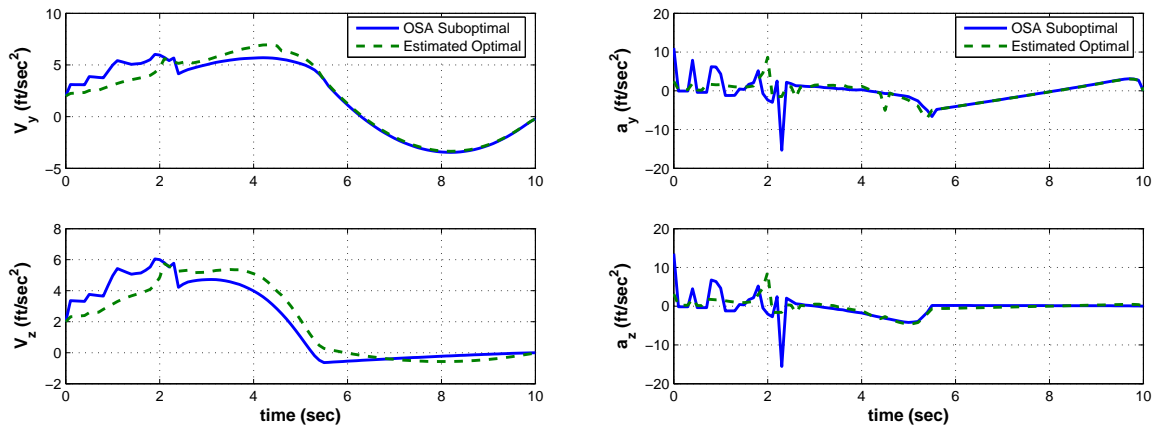 OSA Suboptimal
Estimated Optimal
V_y (ft/sec^2)
10
5
0
−5
0 2 4 6 8 10
OSA Suboptimal
Estimated Optimal
a_y (ft/sec^2)
20
10
0
−10
−20
0 2 4 6 8 10
V_z (ft/sec^2)
8
6
4
2
0
−2
0 2 4 6 8 10
time (sec)
a_z (ft/sec^2)
20
10
0
−10
−20
0 2 4 6 8 10
time (sec)